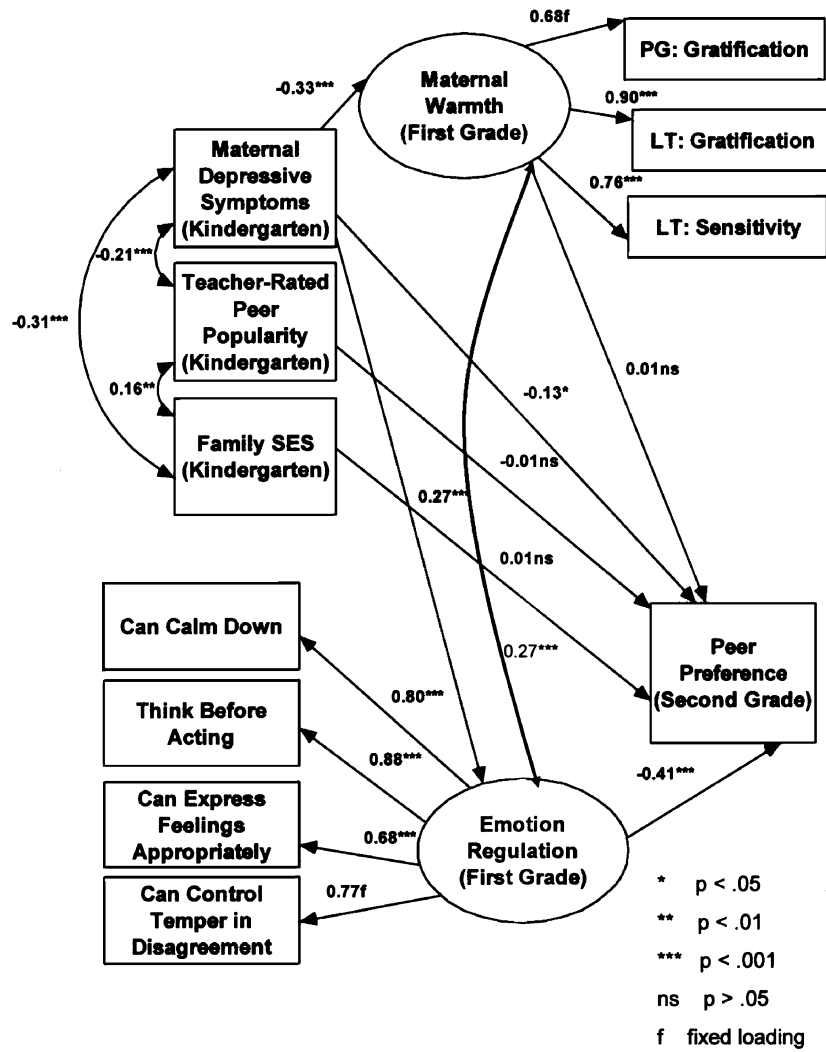 0.68f
PG: Gratification
-0.33***
Maternal
Warmth
(First Grade)
0.90***
LT: Gratification
0.76***
LT: Sensitivity
Maternal
Depressive
Symptoms
(Kindergarten)
-0.21***
Teacher-Rated
Peer
Popularity
(Kindergarten)
-0.31***
0.16**
Family SES
(Kindergarten)
0.01ns
-0.13*
-0.01ns
0.27***
0.01ns
Can Calm Down
0.27***
Peer
Preference
(Second Grade)
0.80***
Think Before
Acting
0.88***
-0.41***
Can Express
Feelings
Appropriately
0.68***
Emotion
Regulation
(First Grade)
Can Control
Temper in
Disagreement
0.77f
* p < .05
** p < .01
*** p < .001
ns p > .05
f fixed loading